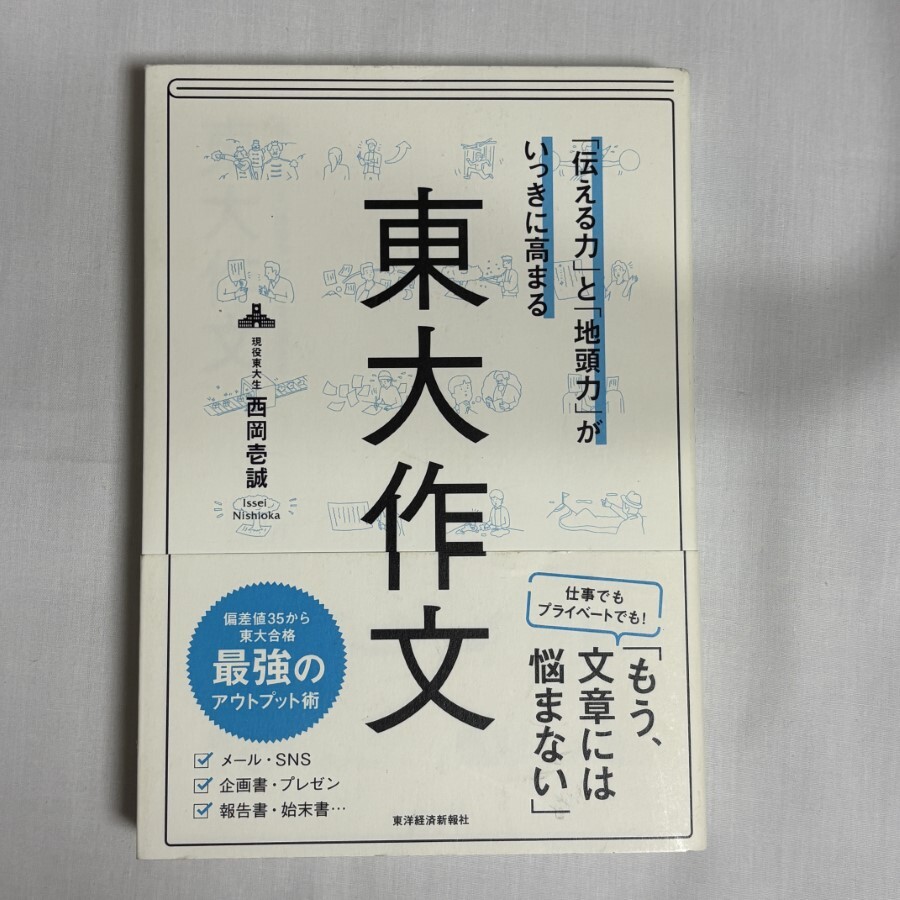 「伝える力」と「地頭力」が
いっきに高まる
東大作文
現役東大生 西岡壱誠
Issei
Nishioka
仕事でも
プライベートでも!
「もう、
文章には
悩まない」
偏差値35から
東大合格
最強の
アウトプット術
メール・SNS
企画書・プレゼン
報告書・始末書…
東洋経済新報社